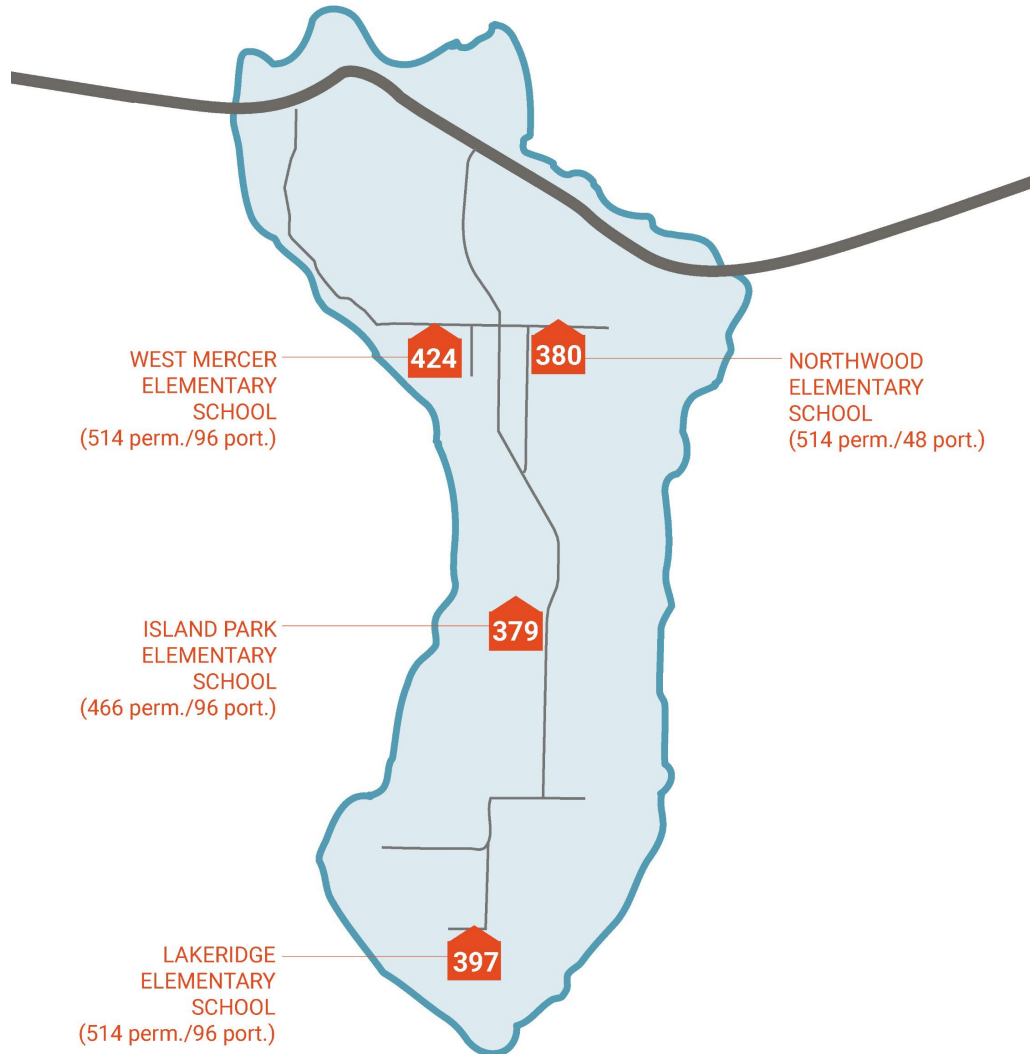 424
380
WEST MERCER
ELEMENTARY
SCHOOL
(514 perm./96 port.)
NORTHWOOD
ELEMENTARY
SCHOOL
(514 perm./48 port.)
379
ISLAND PARK
ELEMENTARY
SCHOOL
(466 perm./96 port.)
397
LAKERIDGE
ELEMENTARY
SCHOOL
(514 perm./96 port.)